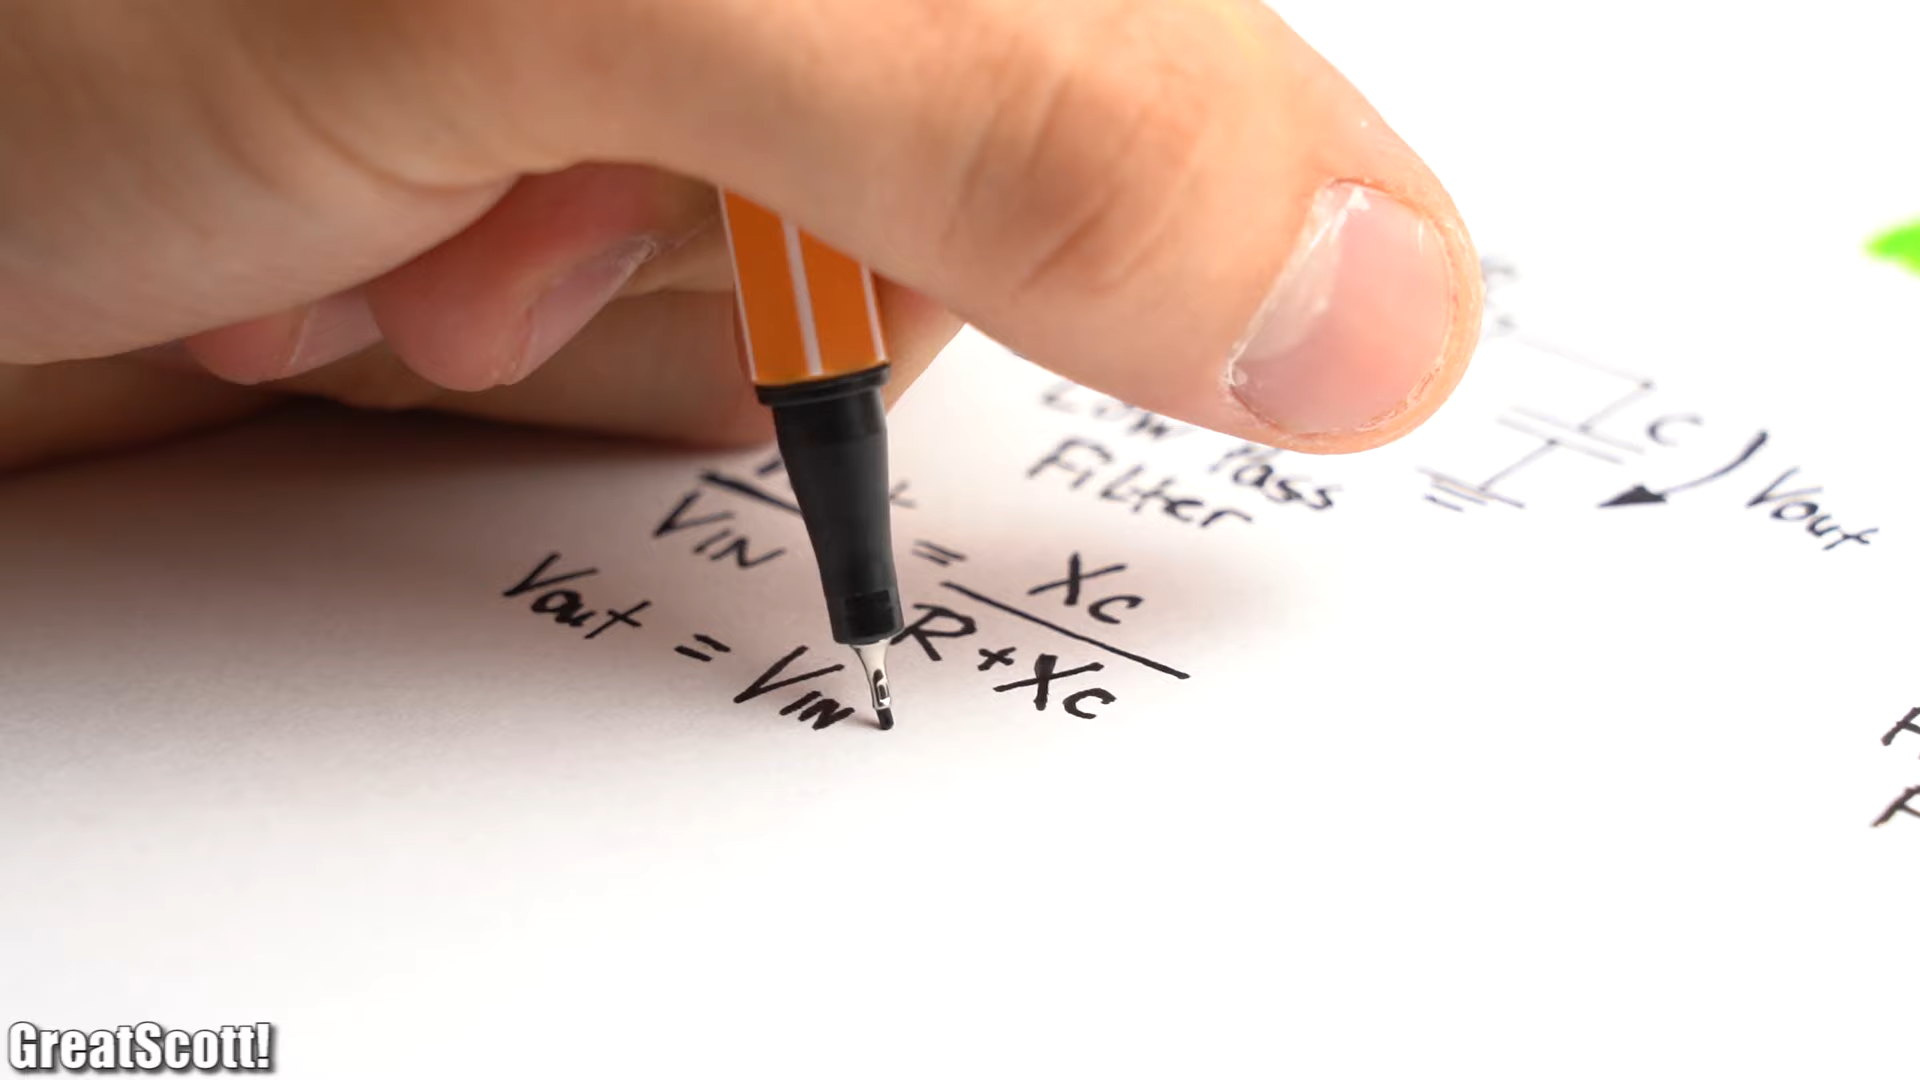 Low Pass
Filter
C
Vout
VIN
=
XC
R+XC
Vout = VIN
GreatScott!